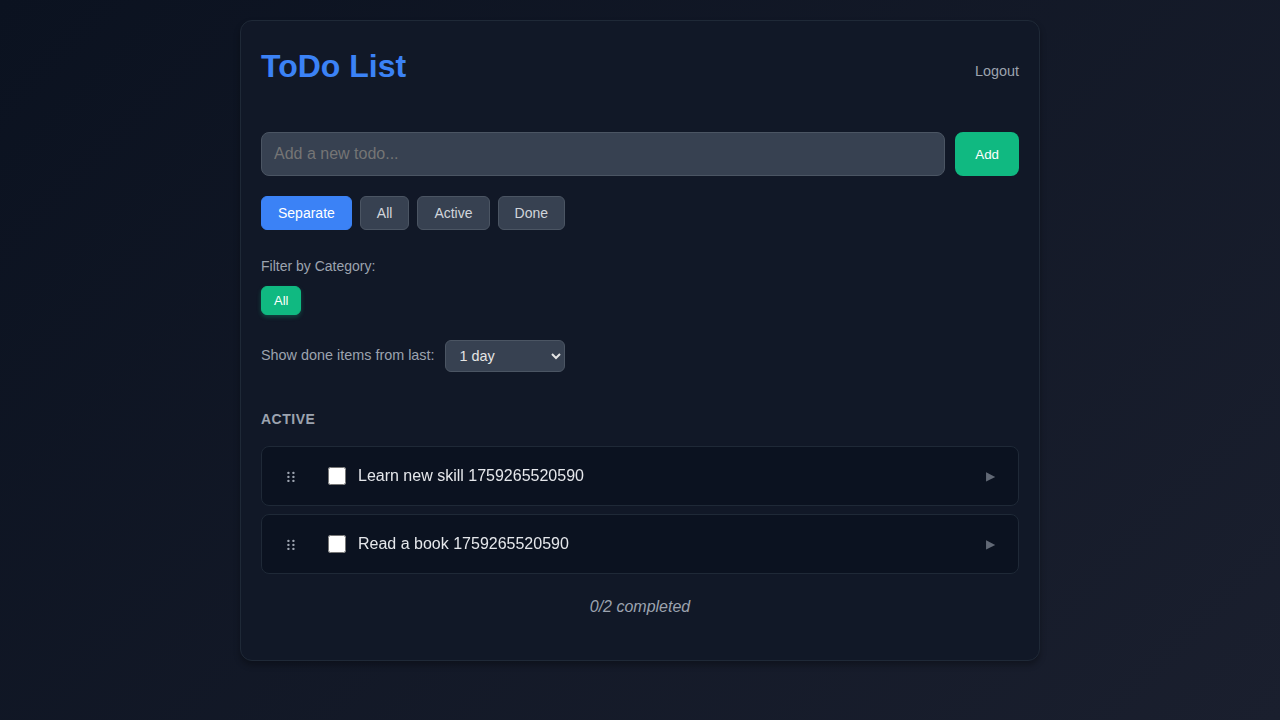 ToDo List
Logout
Add a new todo...
Add
Separate
All
Active
Done
Filter by Category:
All
Show done items from last:
1 day
ACTIVE
Learn new skill 1759265520590
Read a book 1759265520590
0/2 completed